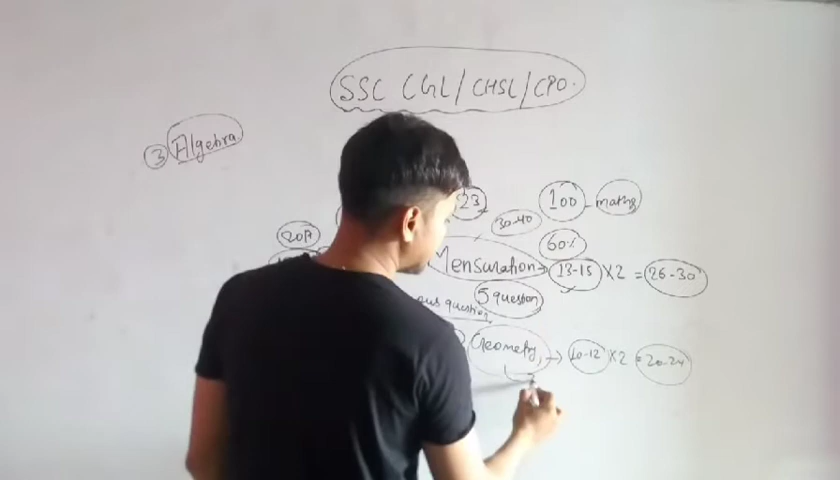 SSC CGL/CHSL/CPO.
3 Algebra
23 100 - maths
30-40
60%
Mensuration → 13-15 X2 = 26-30
5 question
question
Geometry → 10-12 X2 = 20-24